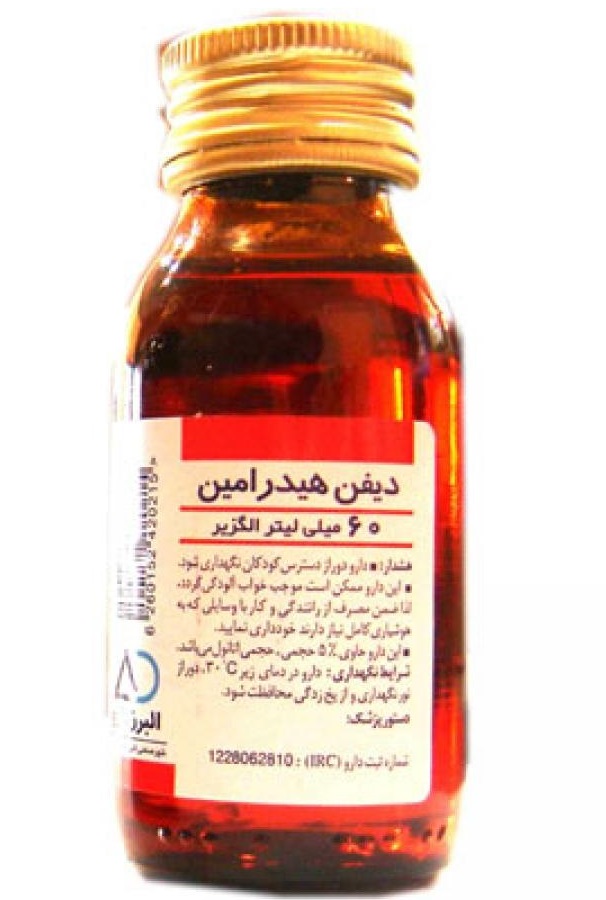 دیفن هیدرامین
۶۰ میلی لیتر الگزیر
هشدار: ▪ دارو دور از دسترس کودکان نگهداری شود.
▪ این دارو ممکن است موجب خواب آلودگی گردد،
لذا ضمن مصرف از رانندگی و کار با وسایلی که به
هوشیاری کامل نیاز دارند خودداری نمایید.
▪ این دارو حاوی ۵٪ حجمی، حجمی اتانول می‌باشد.
شرایط نگهداری: دارو در دمای زیر ۳۰°C، دور از
نور نگهداری و از یخ زدگی محافظت شود.
دستور پزشک:
شماره ثبت دارو (IRC): 1228062810
6260152420215
البرز